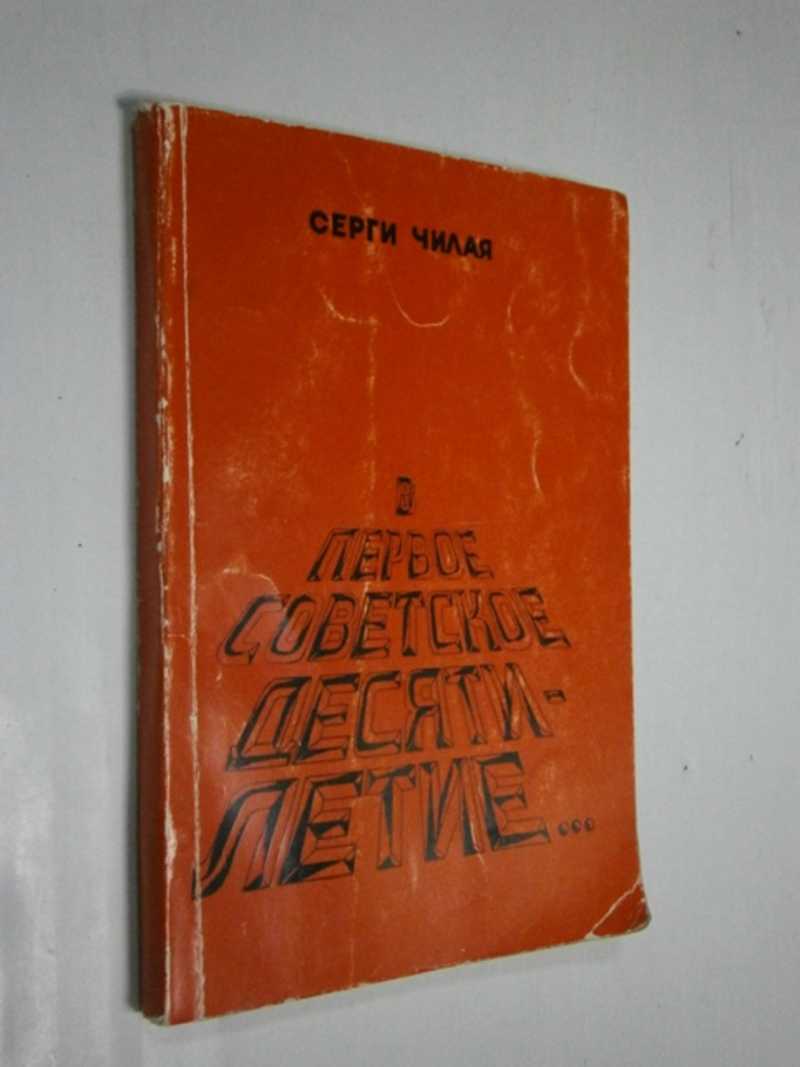 СЕРГИ ЧИЛАЯ
В
ПЕРВОЕ
СОВЕТСКОЕ
ДЕСЯТИ-
ЛЕТИЕ...